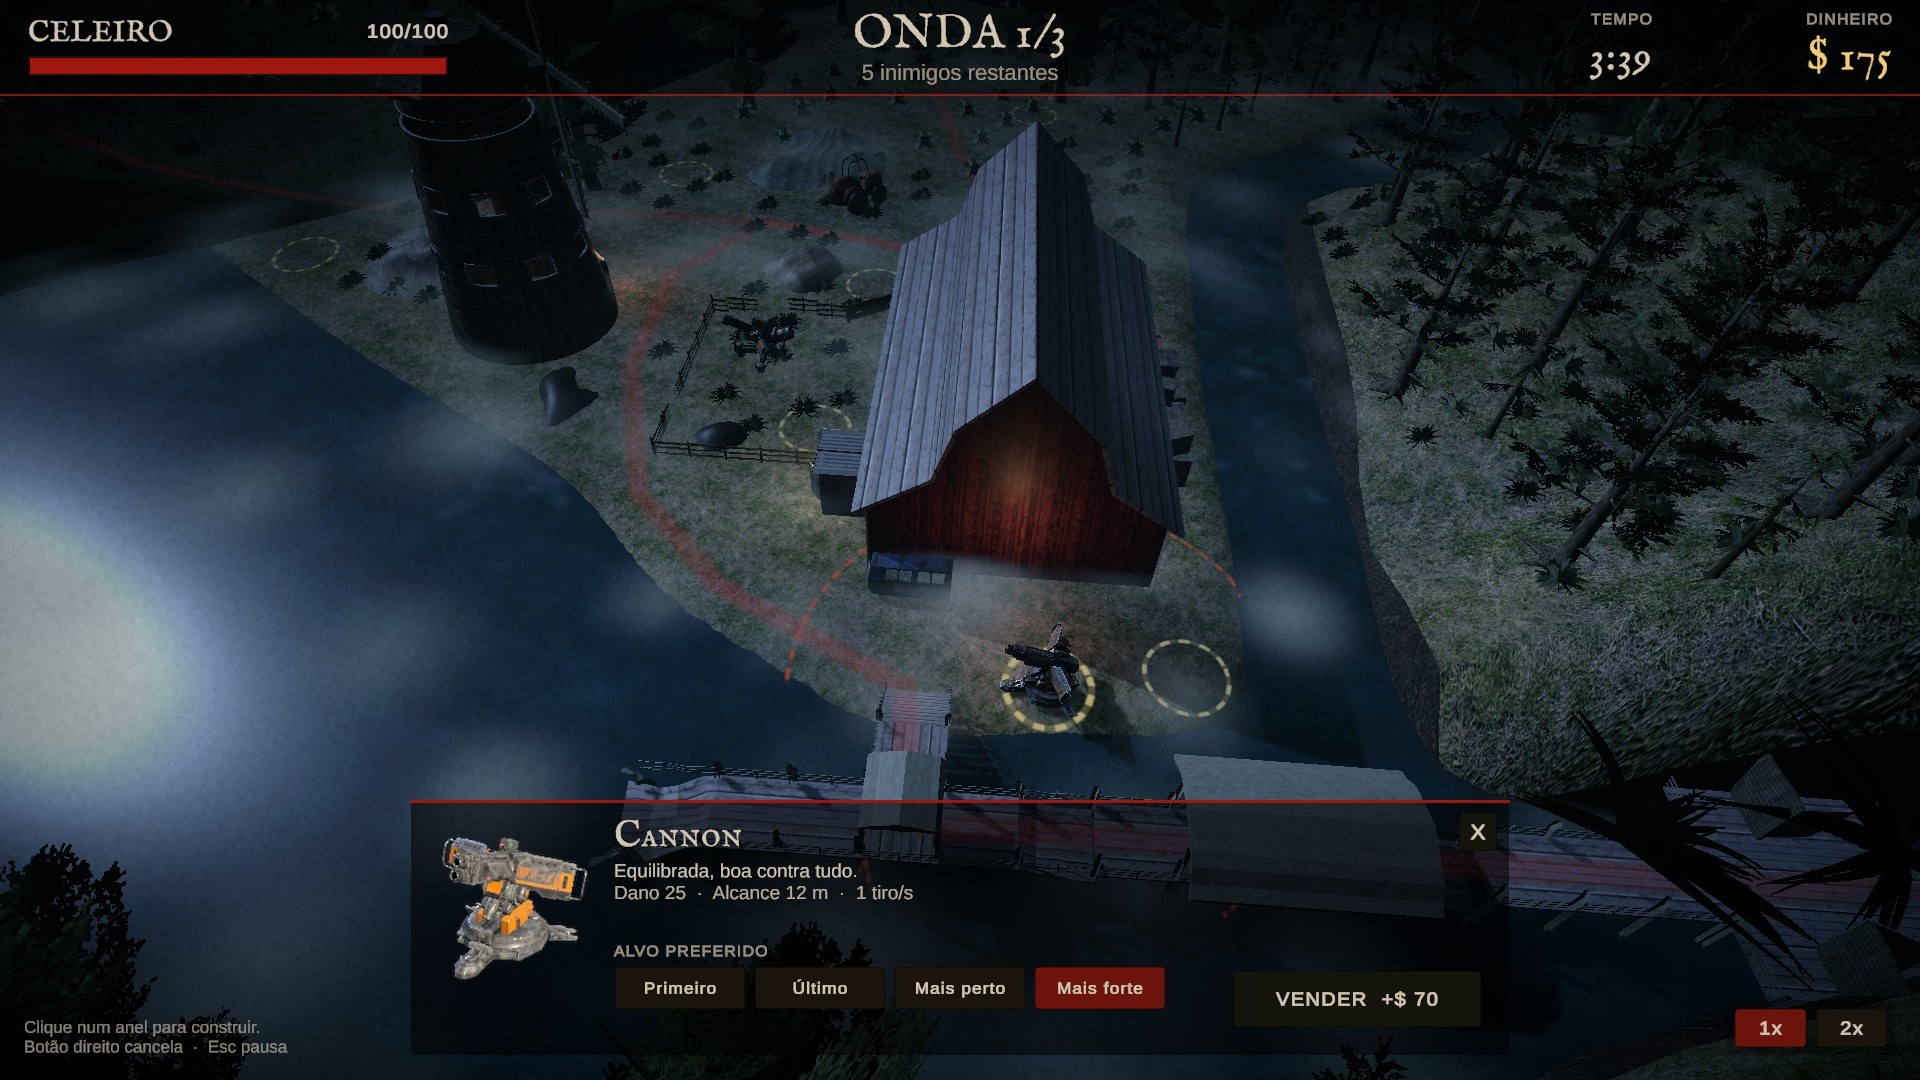 CELEIRO
100/100
ONDA 1/3
5 inimigos restantes
TEMPO
3:39
DINHEIRO
$ 175
CANNON
X
Equilibrada, boa contra tudo.
Dano 25 · Alcance 12 m · 1 tiro/s
ALVO PREFERIDO
Primeiro
Último
Mais perto
Mais forte
VENDER +$ 70
Clique num anel para construir.
Botão direito cancela · Esc pausa
1x
2x